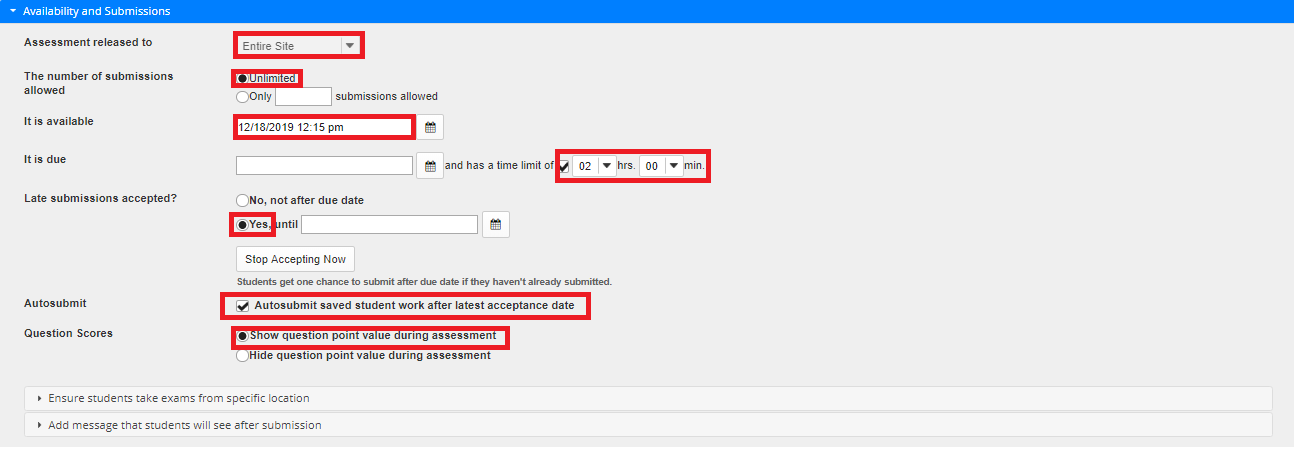 Availability and Submissions
Assessment released to Entire Site
The number of submissions allowed Unlimited
Only submissions allowed
It is available 12/18/2019 12:15 pm
It is due and has a time limit of 02 hrs. 00 min.
Late submissions accepted? No, not after due date
Yes, until
Stop Accepting Now
Students get one chance to submit after due date if they haven't already submitted.
Autosubmit Autosubmit saved student work after latest acceptance date
Question Scores Show question point value during assessment
Hide question point value during assessment
Ensure students take exams from specific location
Add message that students will see after submission